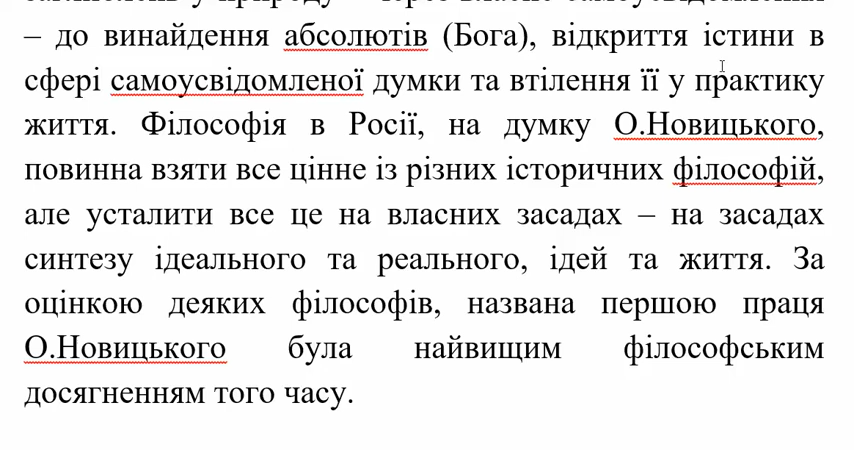 – до винайдення абсолютів (Бога), відкриття істини в
сфері самоусвідомленої думки та втілення її у практику
життя. Філософія в Росії, на думку О.Новицького,
повинна взяти все цінне із різних історичних філософій,
але усталити все це на власних засадах – на засадах
синтезу ідеального та реального, ідей та життя. За
оцінкою деяких філософів, названа першою праця
О.Новицького була найвищим філософським
досягненням того часу.